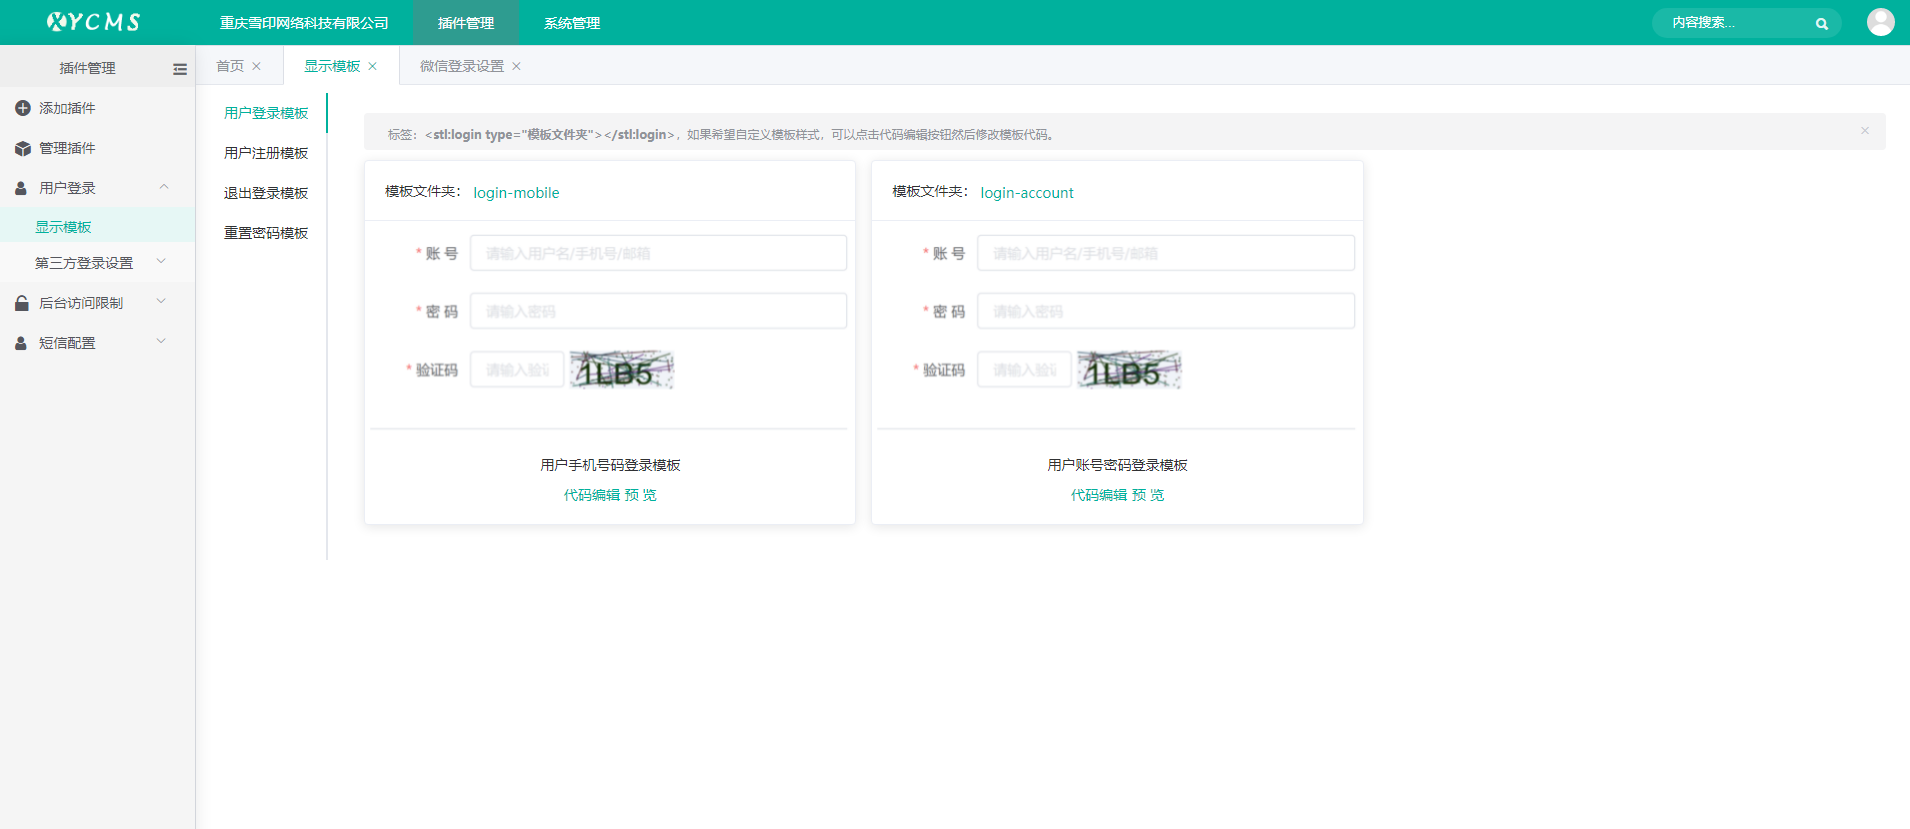 XYCMS
重庆雪印网络科技有限公司
插件管理
系统管理
内容搜索...
插件管理
首页
显示模板
微信登录设置
添加插件
管理插件
用户登录
显示模板
第三方登录设置
后台访问限制
短信配置
用户登录模板
用户注册模板
退出登录模板
重置密码模板
标签：<stl:login type="模板文件夹"></stl:login>，如果希望自定义模板样式，可以点击代码编辑按钮然后修改模板代码。
模板文件夹： login-mobile
* 账 号 请输入用户名/手机号/邮箱
* 密 码 请输入密码
* 验证码 请输入验证 1LB5
用户手机号码登录模板
代码编辑 预 览
模板文件夹： login-account
* 账 号 请输入用户名/手机号/邮箱
* 密 码 请输入密码
* 验证码 请输入验证 1LB5
用户账号密码登录模板
代码编辑 预 览